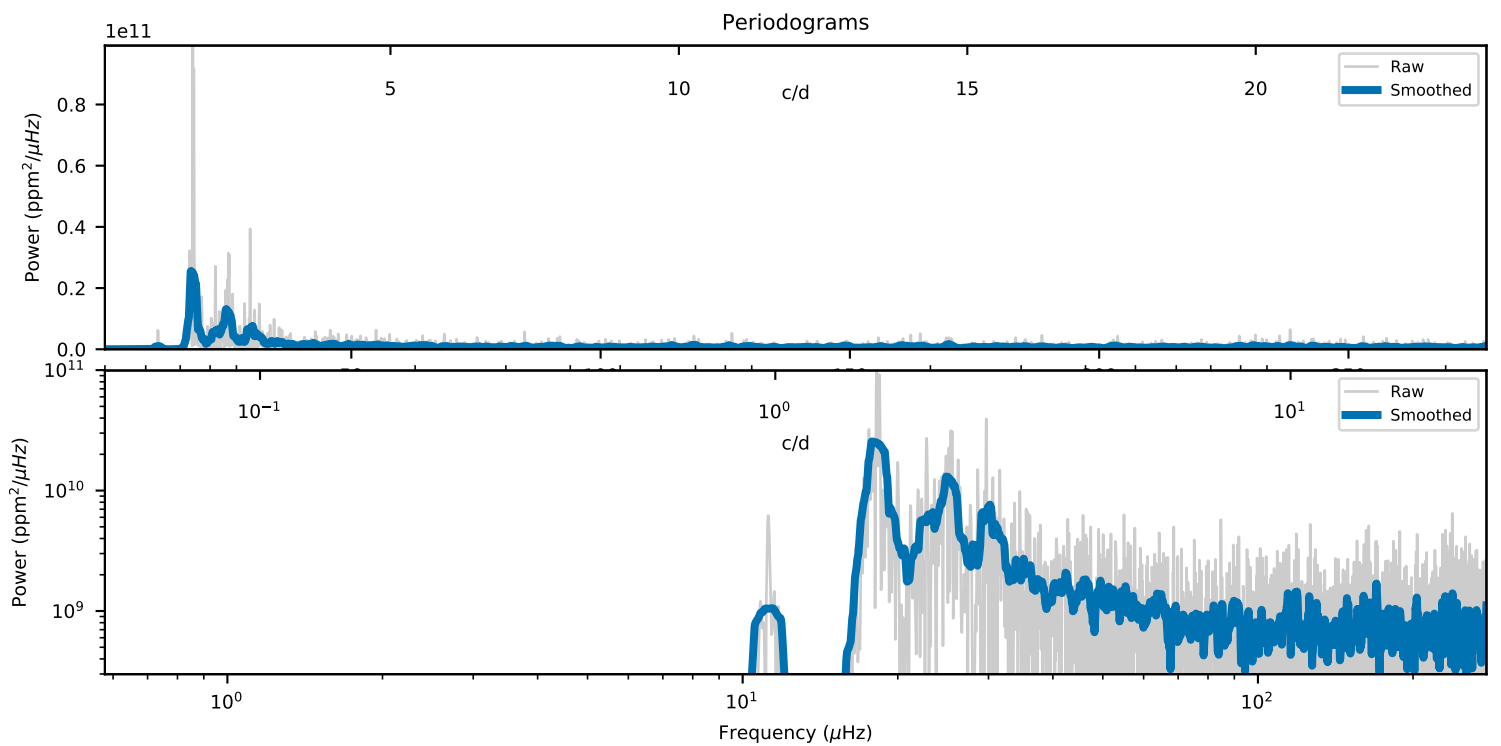 Periodograms
1e11
5 10 15 20
c/d
Raw
Smoothed
0.8
0.6
0.4
0.2
0.0
Power (ppm²/μHz)
10¹¹
10¹⁰
10⁹
10⁻¹ 10⁰ 10¹
c/d
Raw
Smoothed
Power (ppm²/μHz)
10⁰ 10¹ 10²
Frequency (μHz)